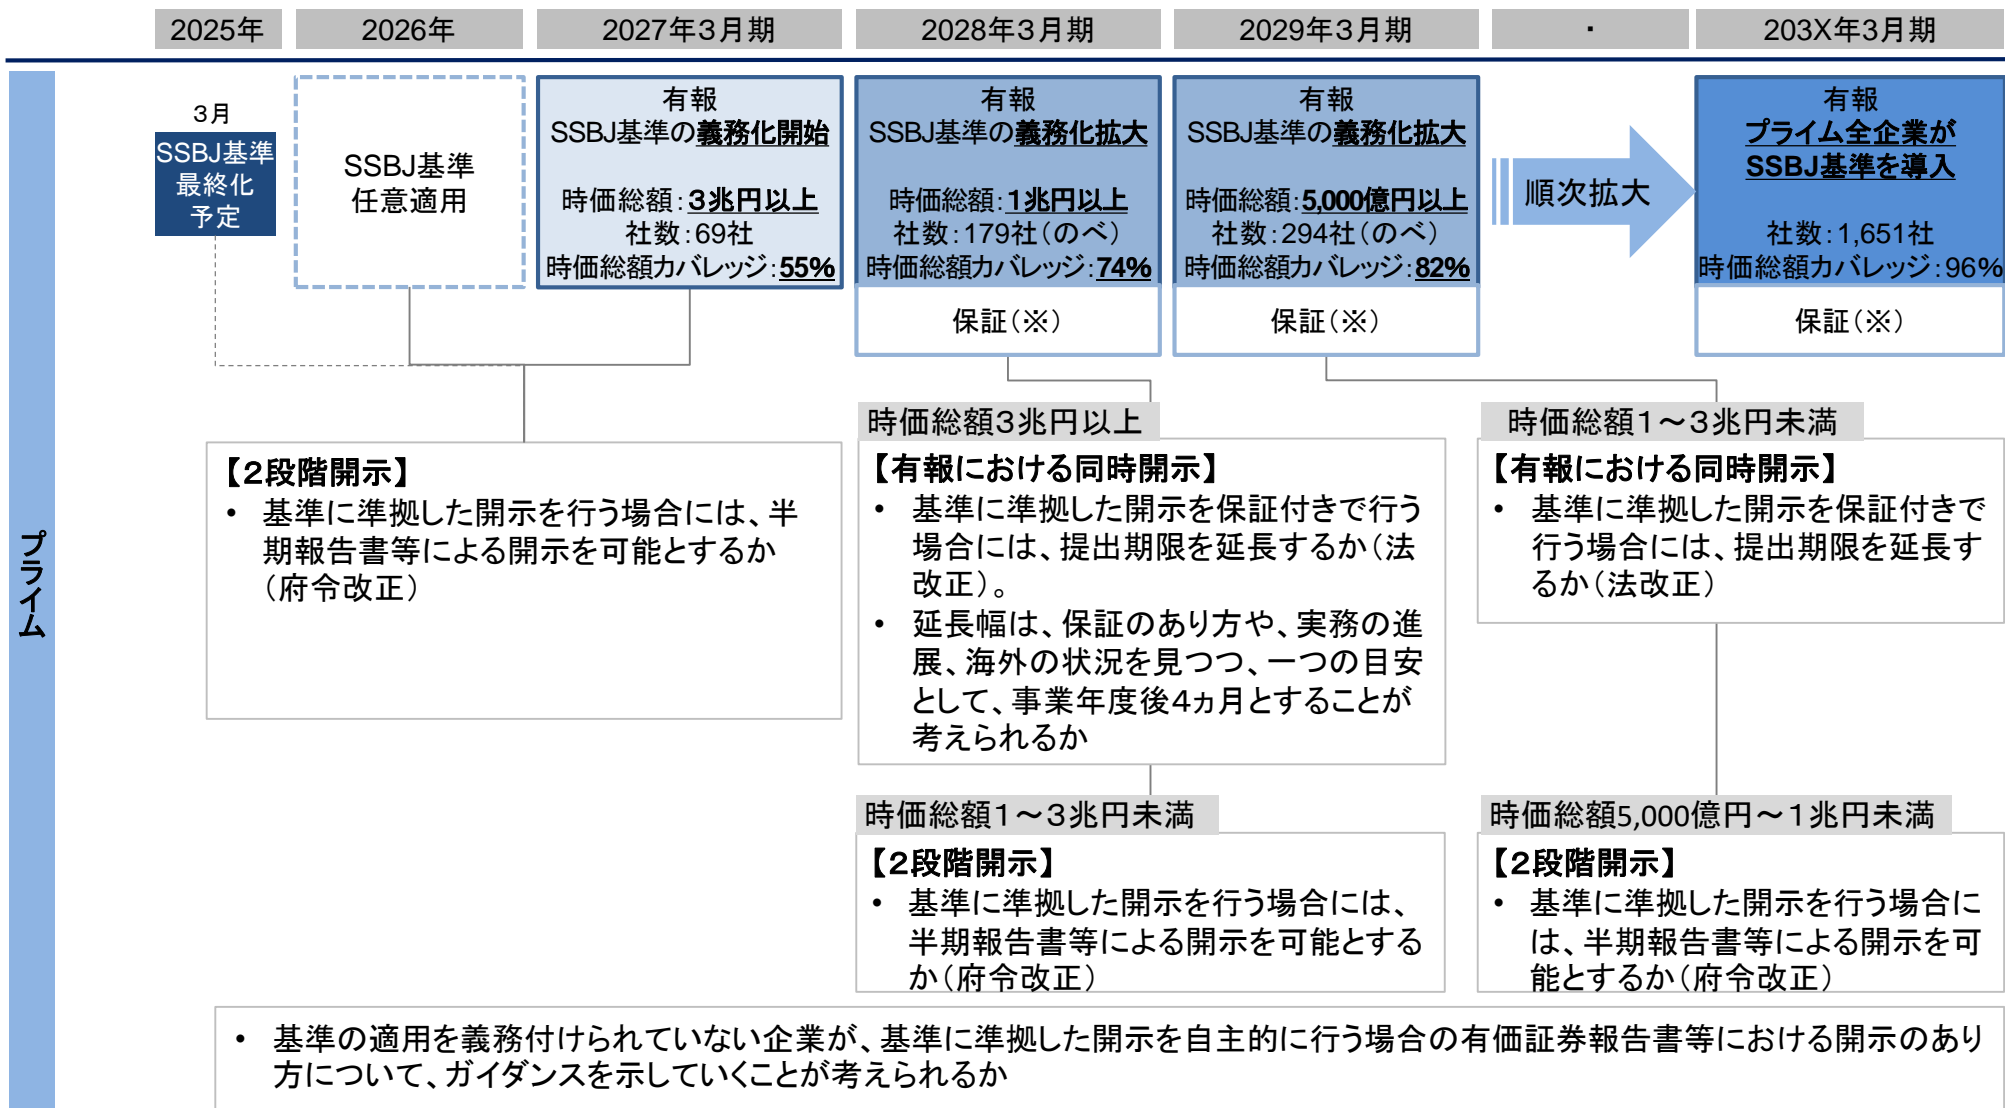 2025年
2026年
2027年3月期
2028年3月期
2029年3月期
・
203X年3月期
プライム
3月
SSBJ基準
最終化
予定
SSBJ基準
任意適用
有報
SSBJ基準の義務化開始
時価総額：3兆円以上
社数：69社
時価総額カバレッジ：55%
有報
SSBJ基準の義務化拡大
時価総額：1兆円以上
社数：179社（のべ）
時価総額カバレッジ：74%
保証（※）
有報
SSBJ基準の義務化拡大
時価総額：5,000億円以上
社数：294社（のべ）
時価総額カバレッジ：82%
保証（※）
順次拡大
有報
プライム全企業が
SSBJ基準を導入
社数：1,651社
時価総額カバレッジ：96%
保証（※）
【2段階開示】
• 基準に準拠した開示を行う場合には、半
期報告書等による開示を可能とするか
（府令改正）
時価総額3兆円以上
【有報における同時開示】
• 基準に準拠した開示を保証付きで行う
場合には、提出期限を延長するか（法
改正）。
• 延長幅は、保証のあり方や、実務の進
展、海外の状況を見つつ、一つの目安
として、事業年度後4ヵ月とすることが
考えられるか
時価総額1～3兆円未満
【2段階開示】
• 基準に準拠した開示を行う場合には、
半期報告書等による開示を可能とする
か（府令改正）
時価総額1～3兆円未満
【有報における同時開示】
• 基準に準拠した開示を保証付きで
行う場合には、提出期限を延長す
るか（法改正）
時価総額5,000億円～1兆円未満
【2段階開示】
• 基準に準拠した開示を行う場合に
は、半期報告書等による開示を可
能とするか（府令改正）
• 基準の適用を義務付けられていない企業が、基準に準拠した開示を自主的に行う場合の有価証券報告書等における開示のあり
方について、ガイダンスを示していくことが考えられるか